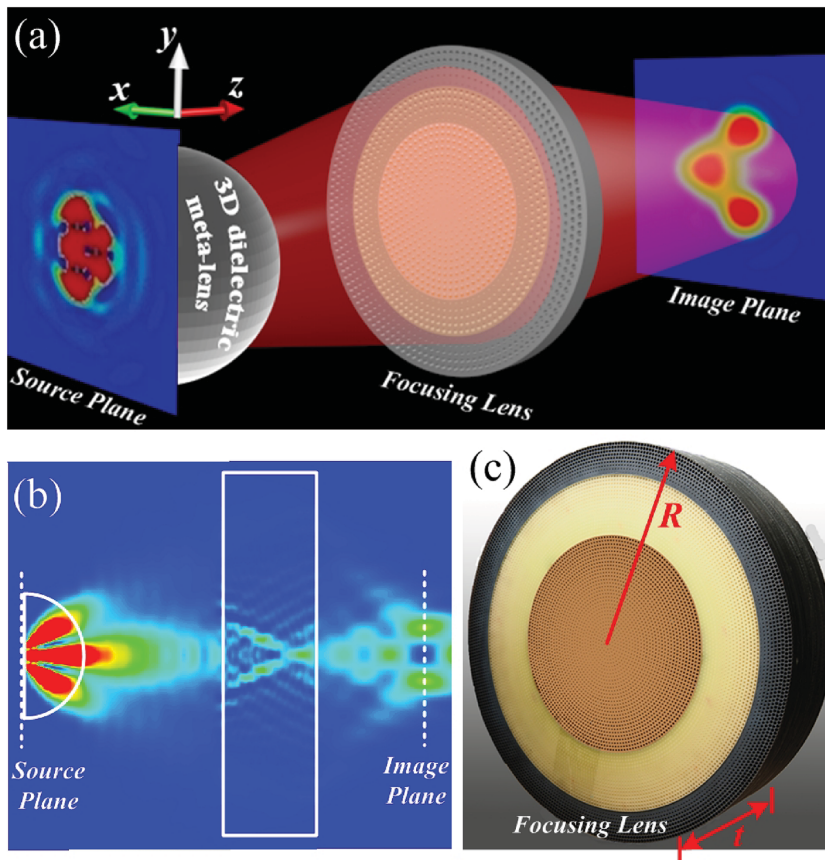 (a)
y
x
z
3D dielectric
meta-lens
Source Plane
Focusing Lens
Image Plane
(b)
Source
Plane
Image
Plane
(c)
R
Focusing Lens
t